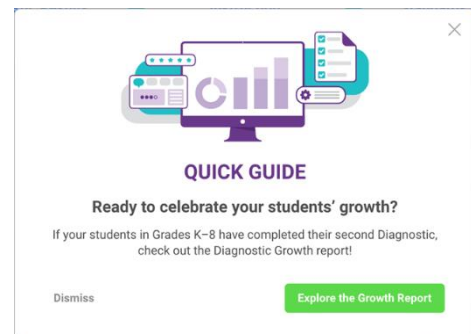 QUICK GUIDE
Ready to celebrate your students’ growth?
If your students in Grades K–8 have completed their second Diagnostic,
check out the Diagnostic Growth report!
Dismiss
Explore the Growth Report